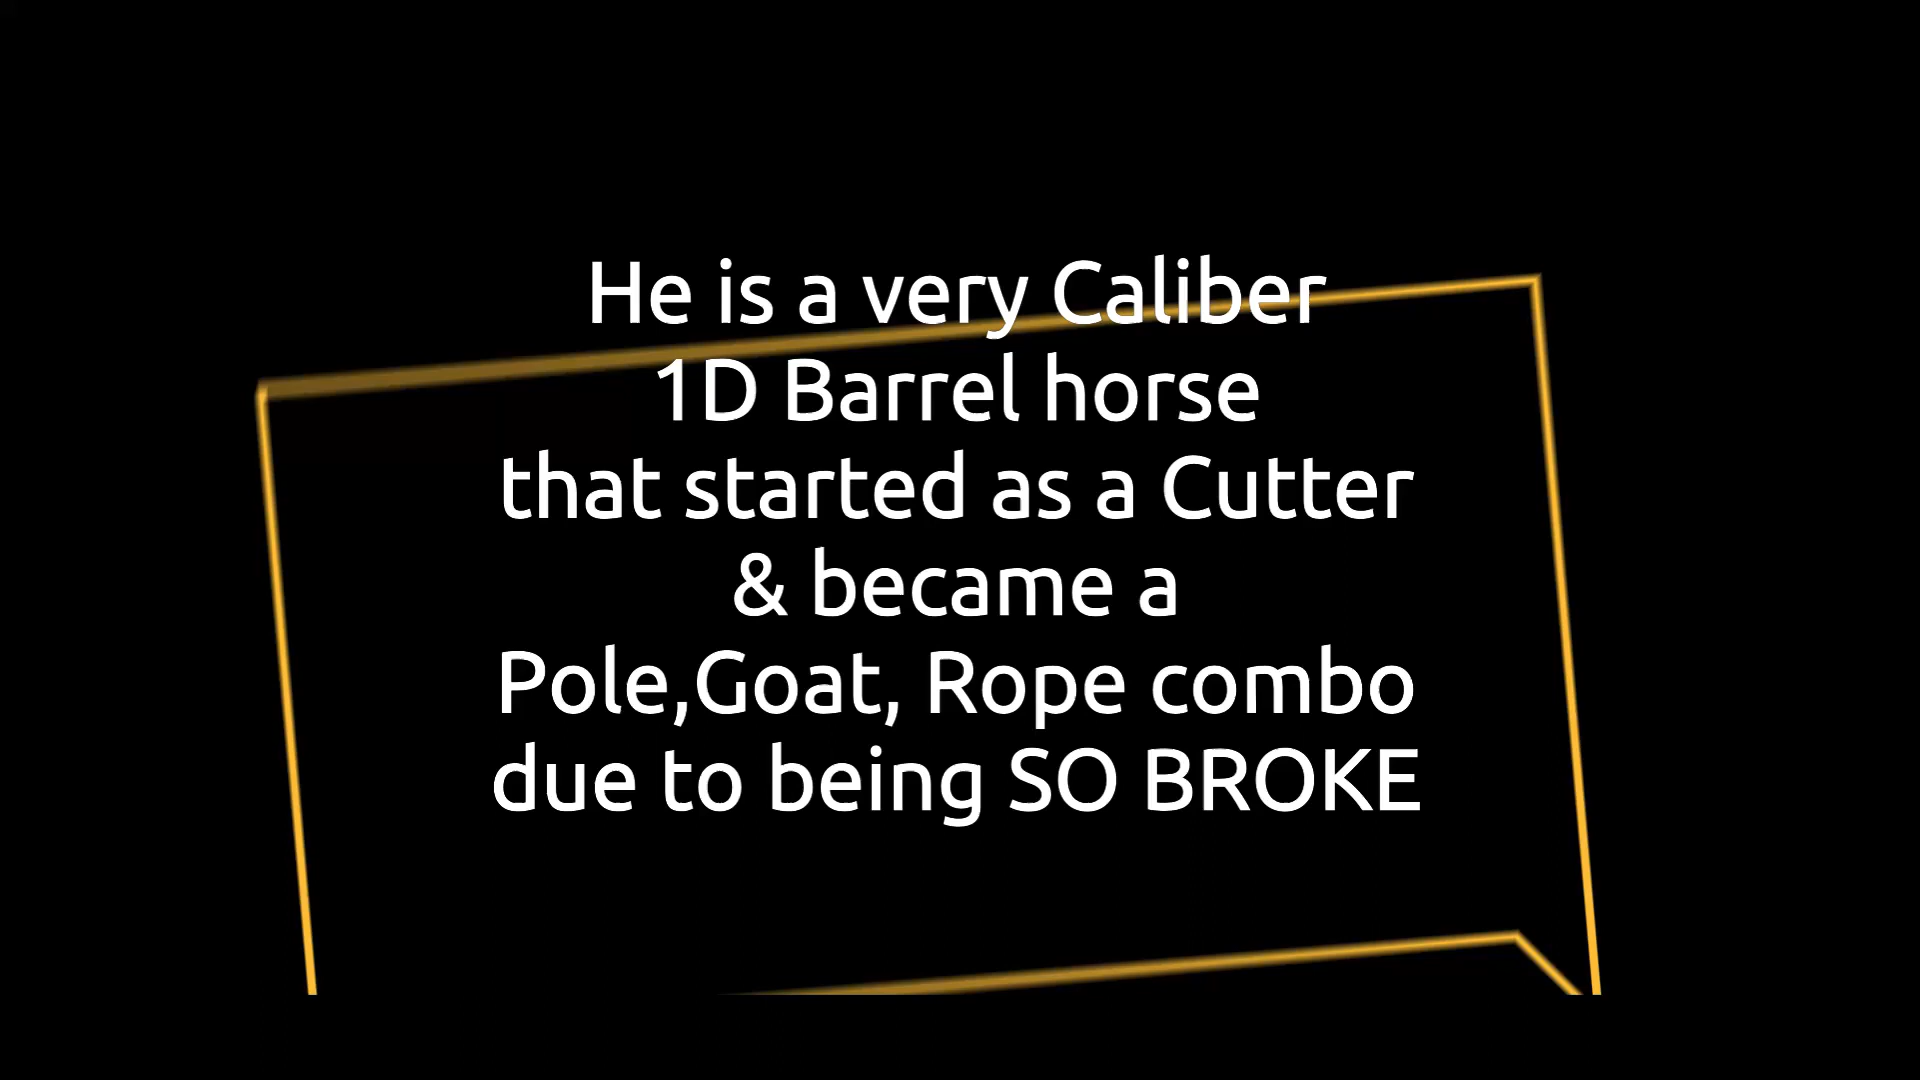 He is a very Caliber
1D Barrel horse
that started as a Cutter
& became a
Pole,Goat, Rope combo
due to being SO BROKE